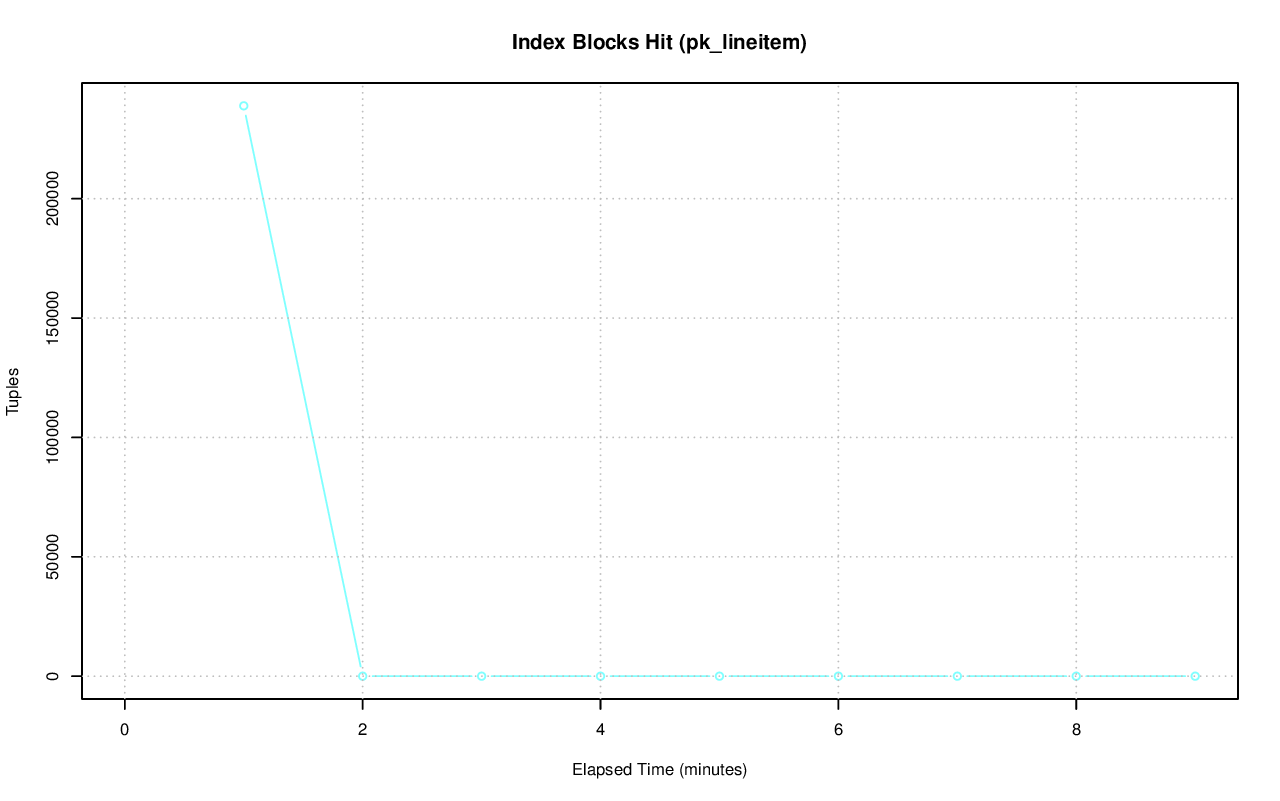 Index Blocks Hit (pk_lineitem)
Tuples
200000
150000
100000
50000
0
0 2 4 6 8
Elapsed Time (minutes)